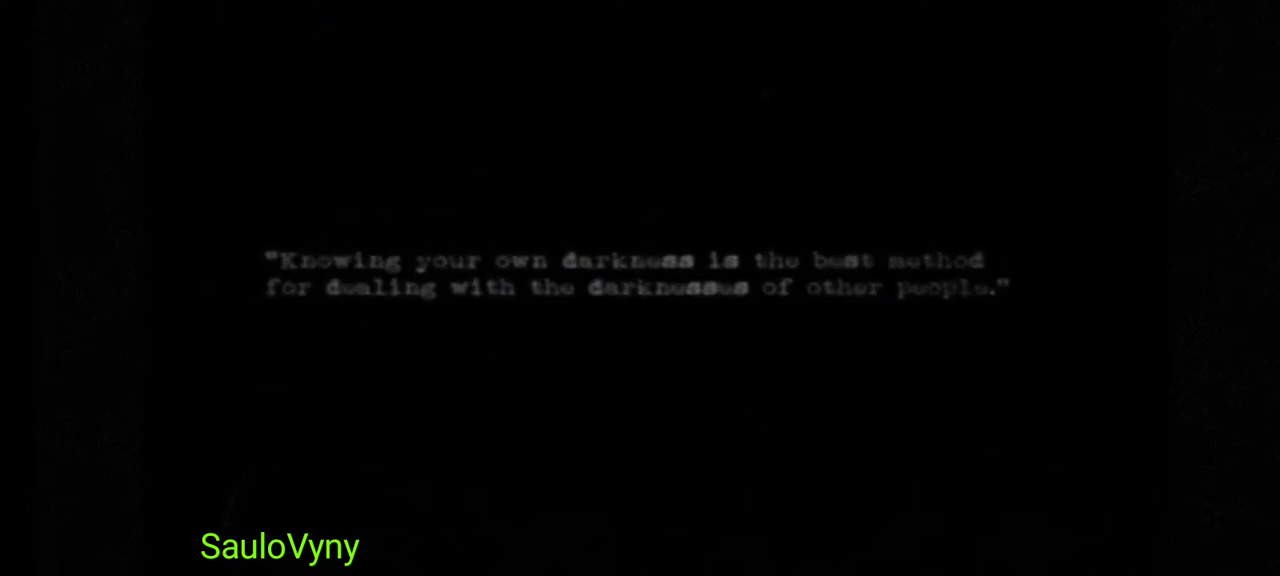 "Knowing your own darkness is the best method
for dealing with the darknesses of other people."
SauloVyny